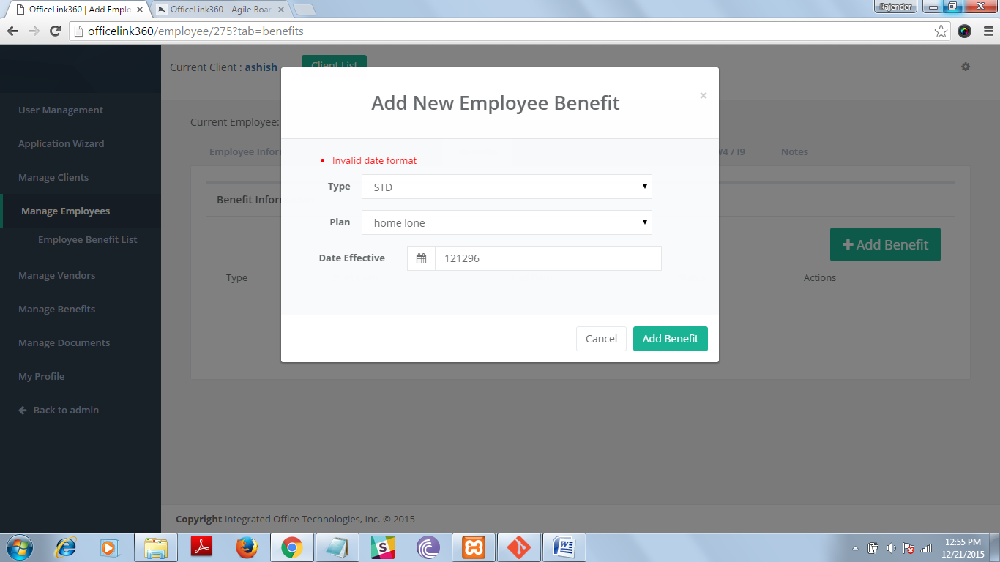 OfficeLink360 | Add Emplo
OfficeLink360 - Agile Boar
Rajender
officelink360/employee/275?tab=benefits
Current Client : ashish
Client List
Add New Employee Benefit
×
User Management
Application Wizard
Manage Clients
Manage Employees
Employee Benefit List
Manage Vendors
Manage Benefits
Manage Documents
My Profile
Back to admin
Current Employee:
Employee Infor
W4 / I9
Notes
Benefit Infor
Add Benefit
Type
Actions
Invalid date format
Type STD
Plan home lone
Date Effective 121296
Cancel
Add Benefit
Copyright Integrated Office Technologies, Inc. © 2015
12:55 PM
12/21/2015